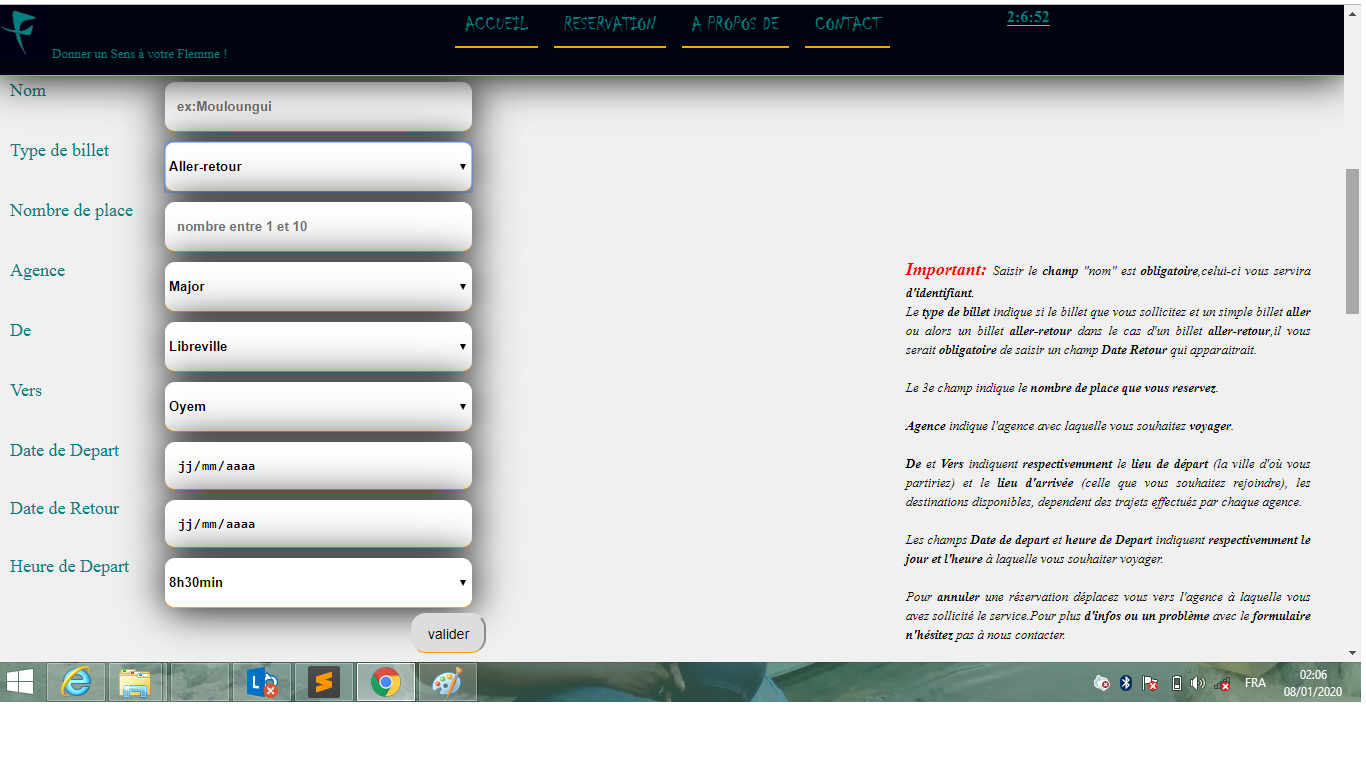 ACCUEIL RESERVATION A PROPOS DE CONTACT 2:6:52
Donner un Sens à votre Flemme !
Nom ex:Mouloungui
Type de billet Aller-retour
Nombre de place nombre entre 1 et 10
Agence Major
De Libreville
Vers Oyem
Date de Depart jj/mm/aaaa
Date de Retour jj/mm/aaaa
Heure de Depart 8h30min
valider
Important: Saisir le champ "nom" est obligatoire,celui-ci vous servira
d'identifiant.
Le type de billet indique si le billet que vous sollicitez et un simple billet aller
ou alors un billet aller-retour dans le cas d'un billet aller-retour,il vous
serait obligatoire de saisir un champ Date Retour qui apparaitrait.
Le 3e champ indique le nombre de place que vous reservez.
Agence indique l'agence avec laquelle vous souhaitez voyager.
De et Vers indiquent respectivemment le lieu de départ (la ville d'où vous
partiriez) et le lieu d'arrivée (celle que vous souhaitez rejoindre), les
destinations disponibles, dependent des trajets effectués par chaque agence.
Les champs Date de depart et heure de Depart indiquent respectivemment le
jour et l'heure à laquelle vous souhaiter voyager.
Pour annuler une réservation déplacez vous vers l'agence à laquelle vous
avez sollicité le service.Pour plus d'infos ou un problème avec le formulaire
n'hésitez pas à nous contacter.
FRA 02:06
08/01/2020